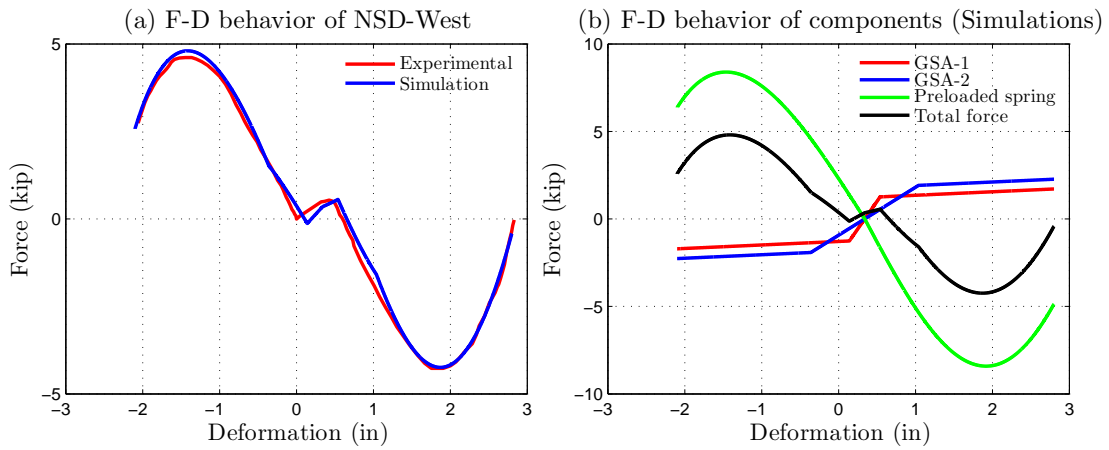 (a) F-D behavior of NSD-West
5
0
−5
−3 −2 −1 0 1 2 3
Force (kip)
Deformation (in)
Experimental
Simulation
(b) F-D behavior of components (Simulations)
10
5
0
−5
−10
−3 −2 −1 0 1 2 3
Force (kip)
Deformation (in)
GSA-1
GSA-2
Preloaded spring
Total force